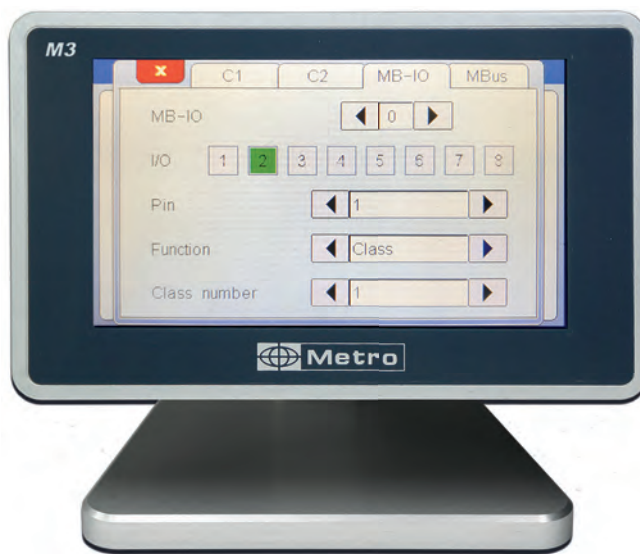 M3
X C1 C2 MB-IO MBus
MB-IO 0
I/O 1 2 3 4 5 6 7 8
Pin 1
Function Class
Class number 1
Metro